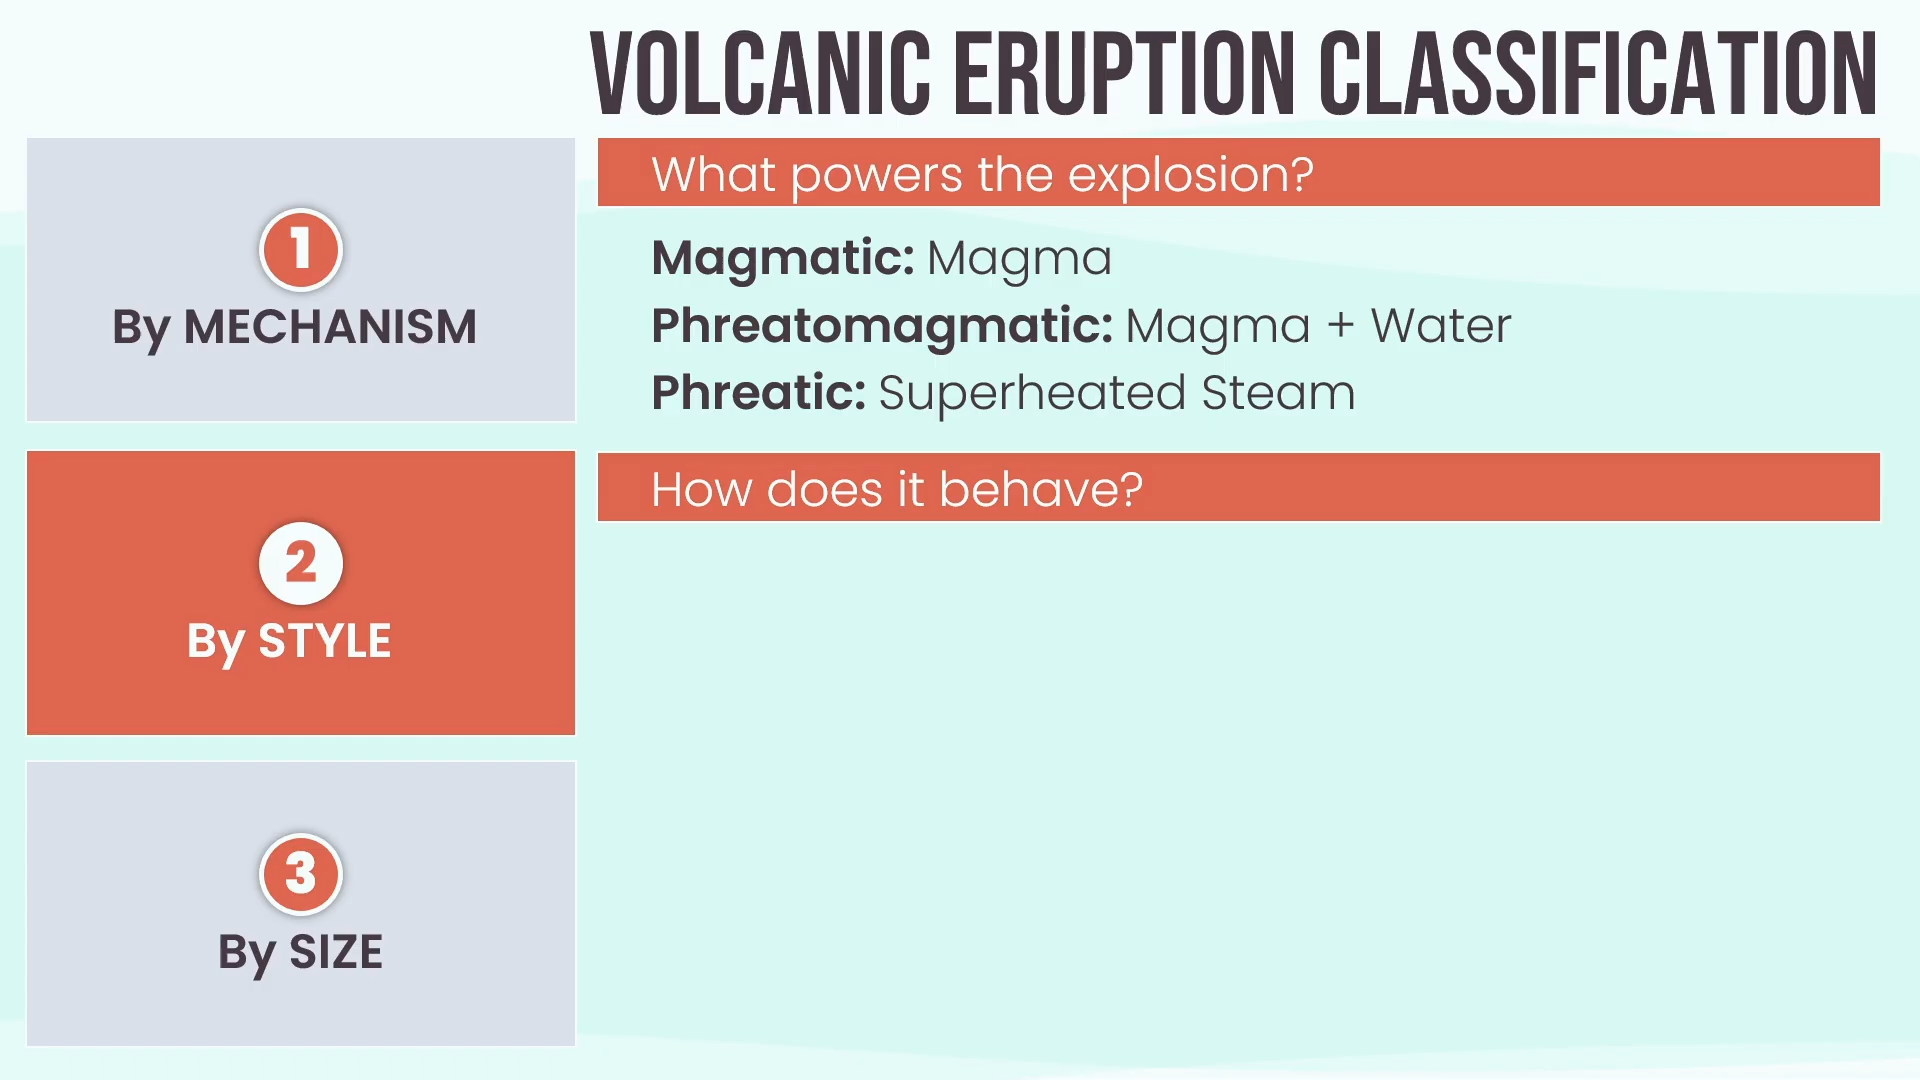 VOLCANIC ERUPTION CLASSIFICATION
1
By MECHANISM
What powers the explosion?
Magmatic: Magma
Phreatomagmatic: Magma + Water
Phreatic: Superheated Steam
2
By STYLE
How does it behave?
3
By SIZE